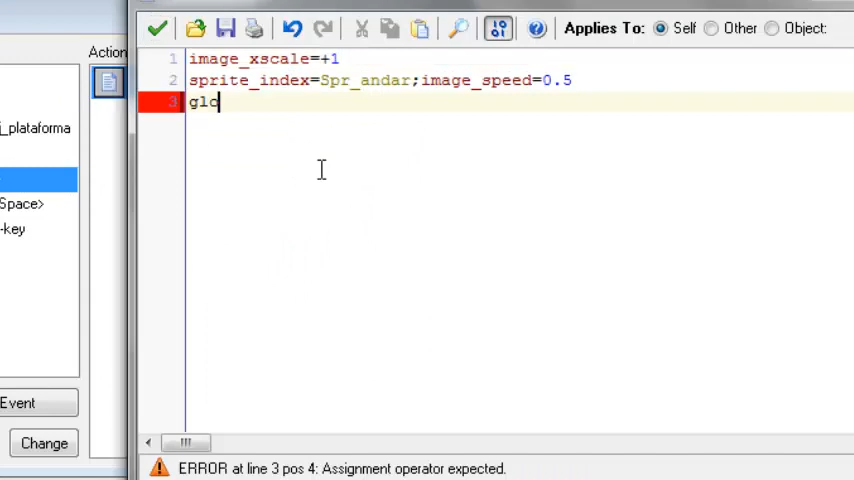 Applies To: Self Other Object:
Action
1 image_xscale=+1
2 sprite_index=Spr_andar;image_speed=0.5
3 glo
j_plataforma
Space>
-key
Event
Change
ERROR at line 3 pos 4: Assignment operator expected.